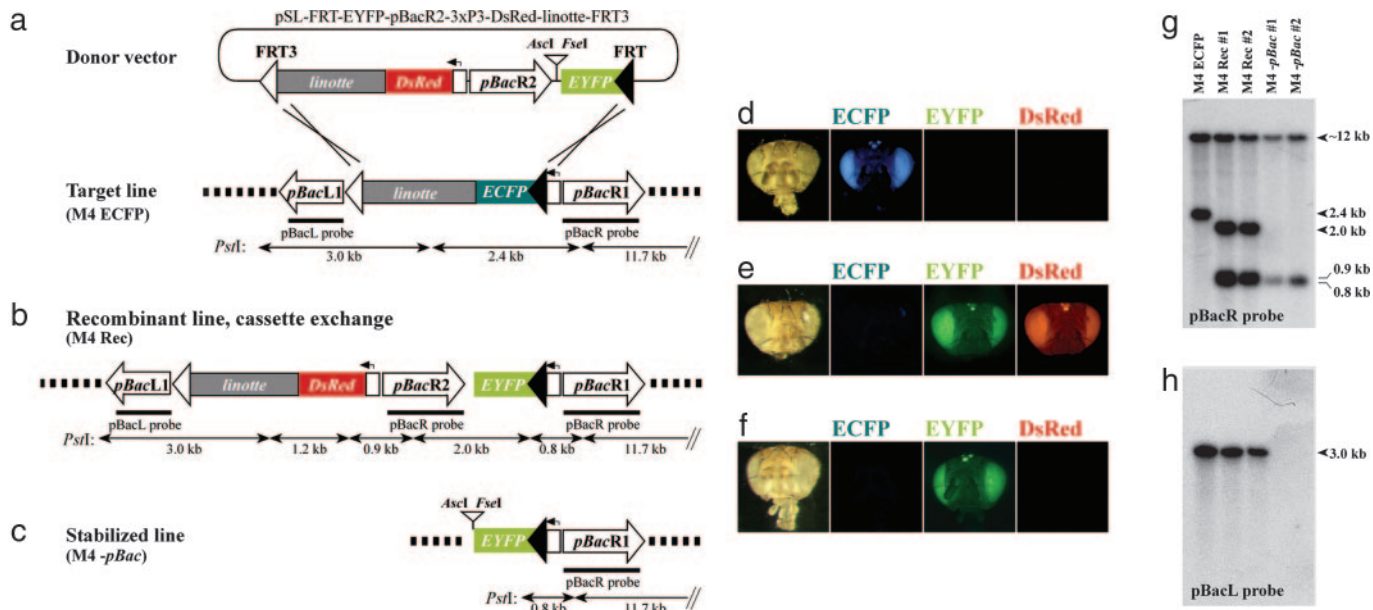 a
pSL-FRT-EYFP-pBacR2-3xP3-DsRed-linotte-FRT3
Donor vector
FRT3
AscI FseI
FRT
linotte
DsRed
pBacR2
EYFP
Target line
(M4 ECFP)
pBacL1
linotte
ECFP
pBacR1
pBacL probe
pBacR probe
PstI:
3.0 kb
2.4 kb
11.7 kb
b
Recombinant line, cassette exchange
(M4 Rec)
pBacL1
linotte
DsRed
pBacR2
EYFP
pBacR1
pBacL probe
pBacR probe
pBacR probe
PstI:
3.0 kb
1.2 kb
0.9 kb
2.0 kb
0.8 kb
11.7 kb
c
Stabilized line
(M4 -pBac)
AscI FseI
EYFP
pBacR1
pBacR probe
PstI:
0.8 kb
11.7 kb
d
ECFP
EYFP
DsRed
e
ECFP
EYFP
DsRed
f
ECFP
EYFP
DsRed
g
M4 ECFP
M4 Rec #1
M4 Rec #2
M4 -pBac #1
M4 -pBac #2
~12 kb
2.4 kb
2.0 kb
0.9 kb
0.8 kb
pBacR probe
h
3.0 kb
pBacL probe